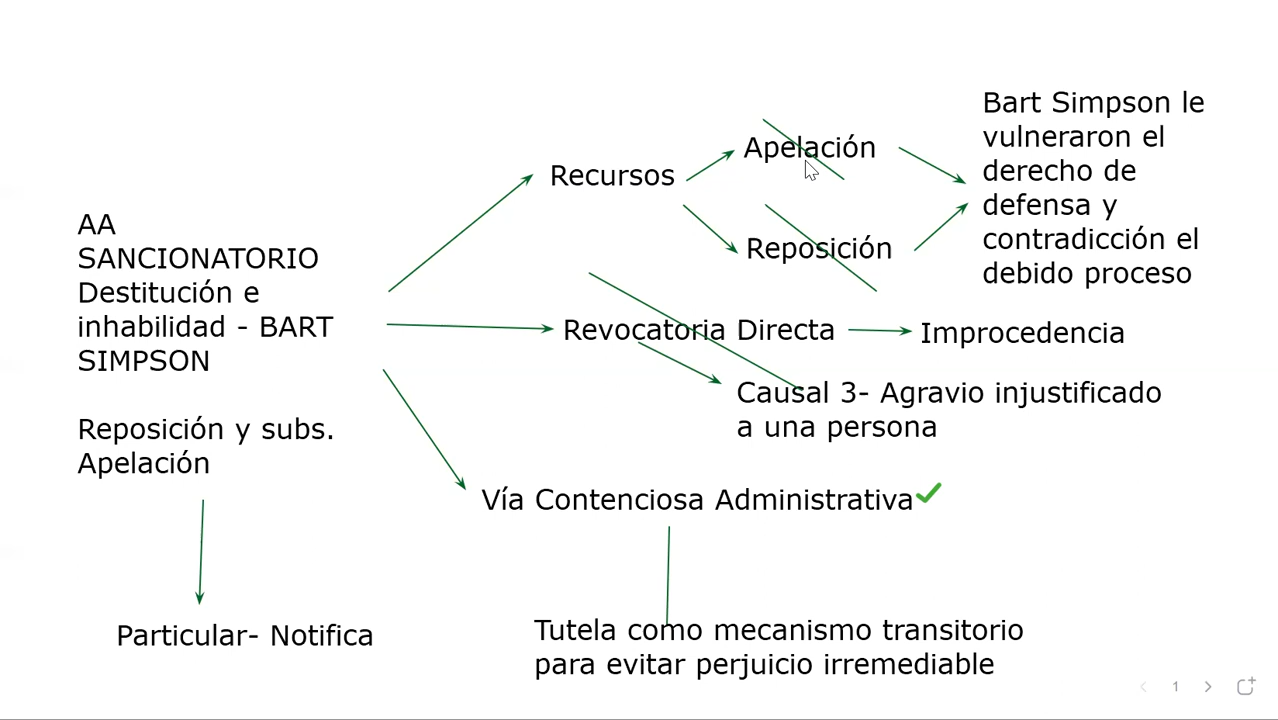 AA
SANCIONATORIO
Destitución e
inhabilidad - BART
SIMPSON
Reposición y subs.
Apelación
Particular- Notifica
Recursos
Apelación
Reposición
Bart Simpson le
vulneraron el
derecho de
defensa y
contradicción el
debido proceso
Revocatoria Directa
Improcedencia
Causal 3- Agravio injustificado
a una persona
Vía Contenciosa Administrativa
Tutela como mecanismo transitorio
para evitar perjuicio irremediable
1